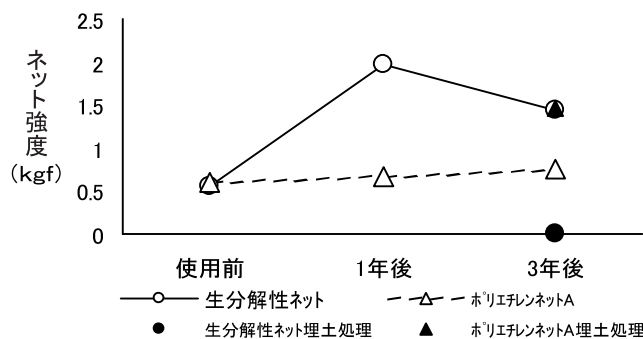 2.5
2
1.5
1
0.5
0
ネット強度
(kgf)
使用前 1年後 3年後
生分解性ネット ﾎﾟﾘｴﾁﾚﾝﾈｯﾄA
生分解性ネット埋土処理 ﾎﾟﾘｴﾁﾚﾝﾈｯﾄA埋土処理